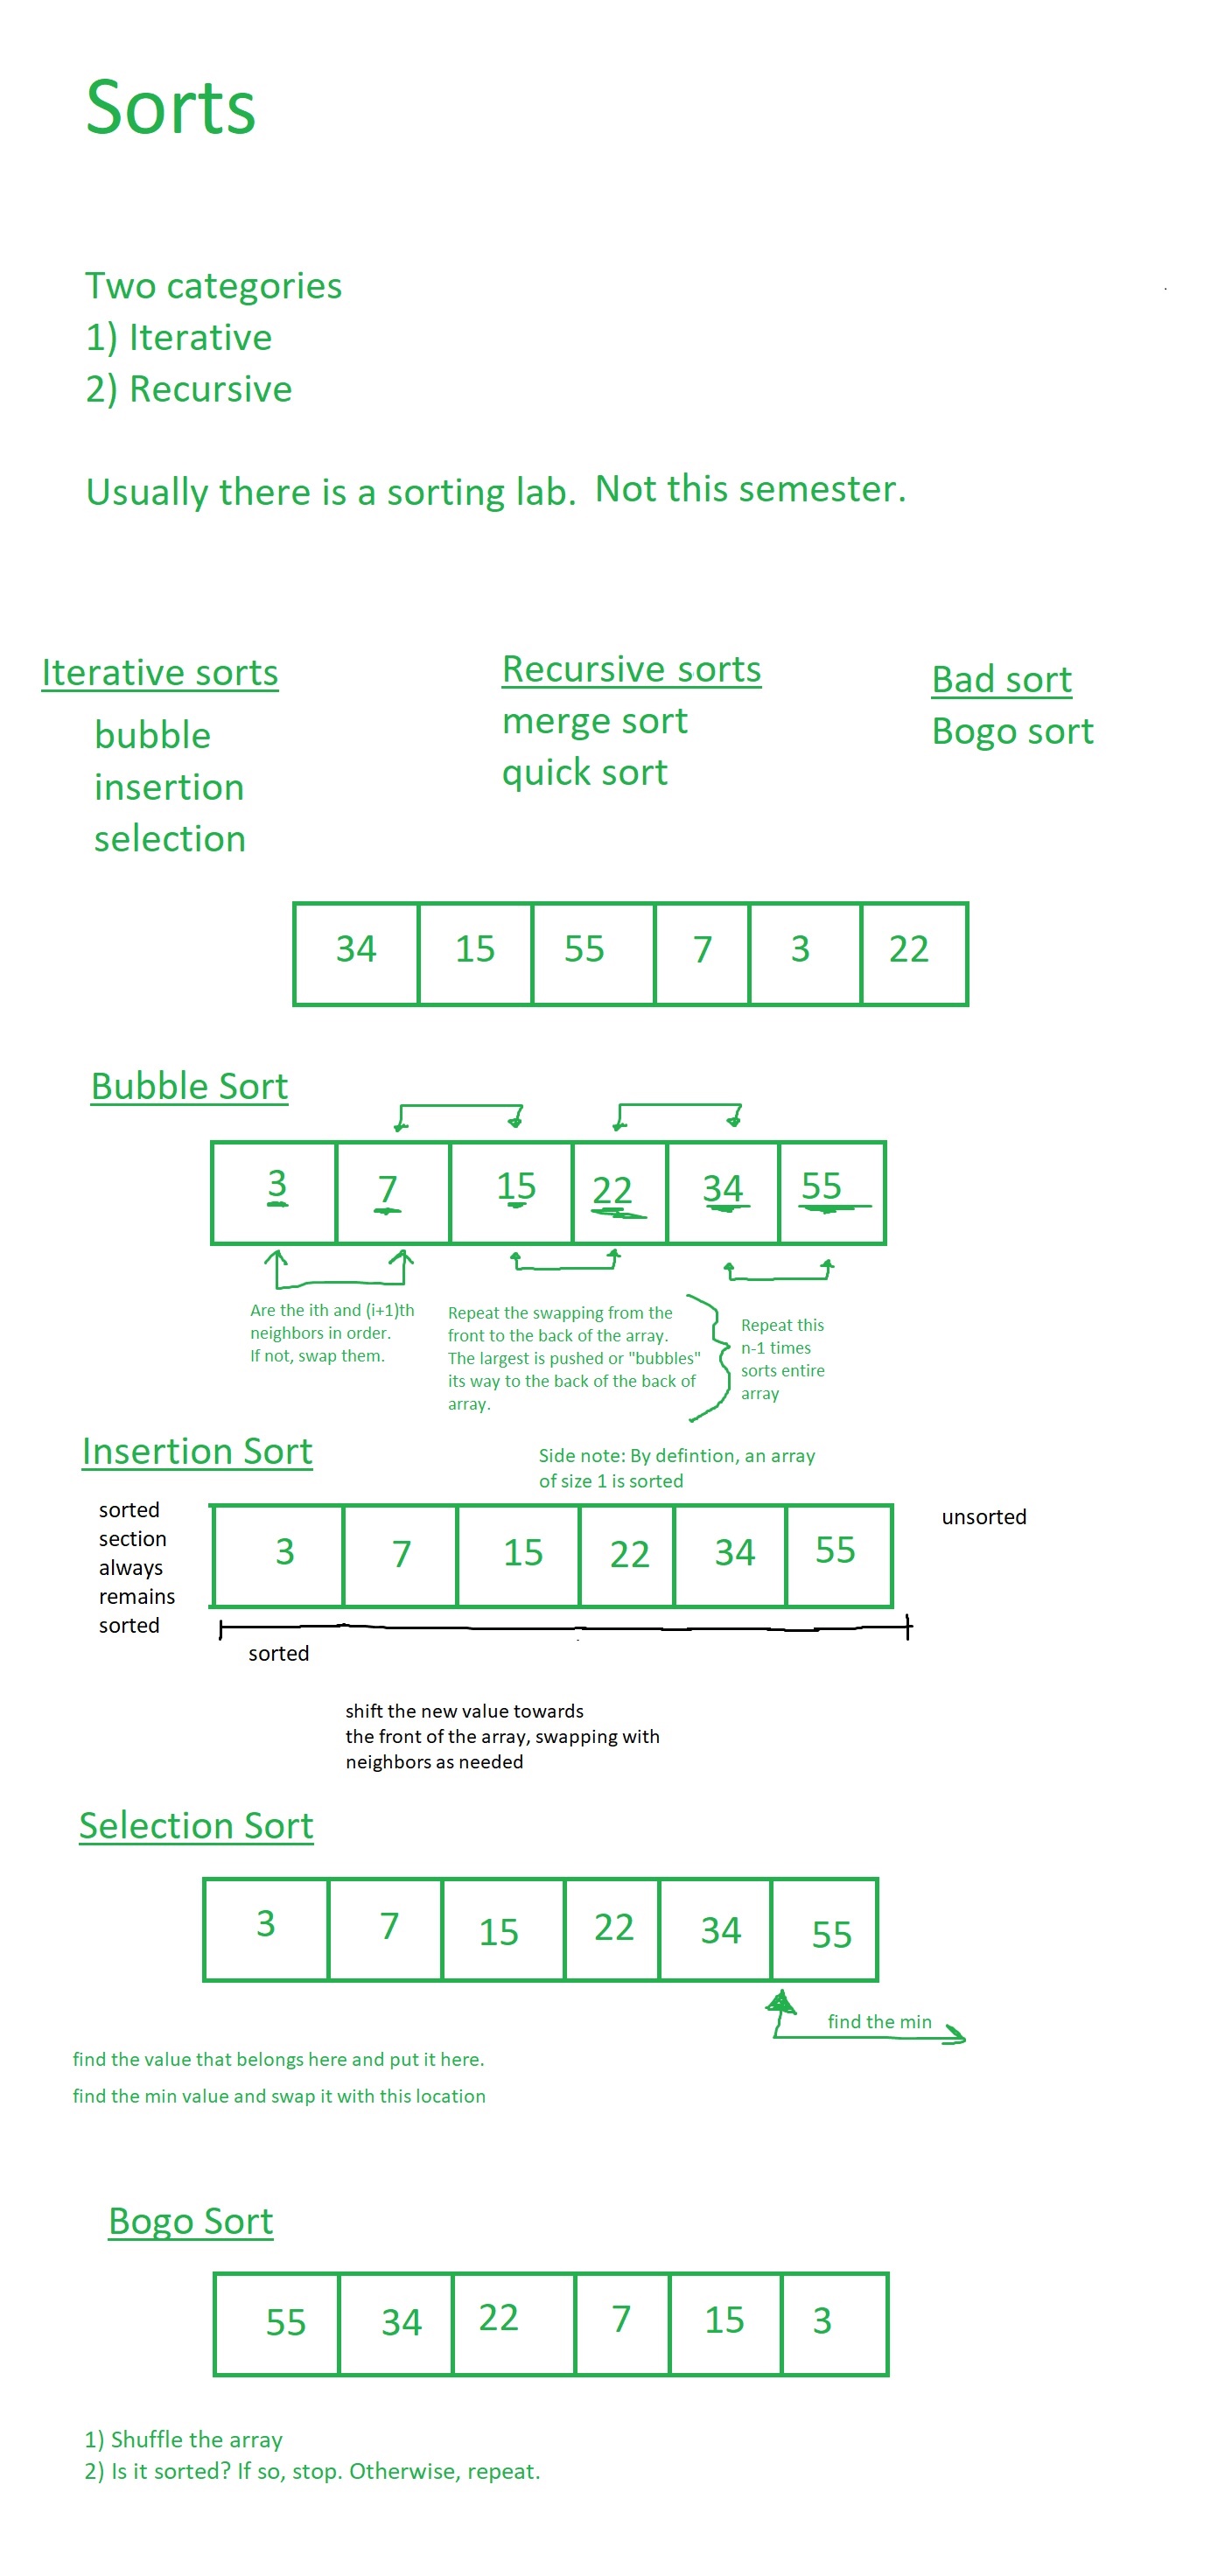 Sorts
Two categories
1) Iterative
2) Recursive
Usually there is a sorting lab. Not this semester.
Iterative sorts
bubble
insertion
selection
Recursive sorts
merge sort
quick sort
Bad sort
Bogo sort
34 15 55 7 3 22
Bubble Sort
3 7 15 22 34 55
Are the ith and (i+1)th
neighbors in order.
If not, swap them.
Repeat the swapping from the
front to the back of the array.
The largest is pushed or "bubbles"
its way to the back of the back of
array.
Repeat this
n-1 times
sorts entire
array
Insertion Sort
Side note: By defintion, an array
of size 1 is sorted
sorted
section
always
remains
sorted
3 7 15 22 34 55
unsorted
sorted
shift the new value towards
the front of the array, swapping with
neighbors as needed
Selection Sort
3 7 15 22 34 55
find the min
find the value that belongs here and put it here.
find the min value and swap it with this location
Bogo Sort
55 34 22 7 15 3
1) Shuffle the array
2) Is it sorted? If so, stop. Otherwise, repeat.